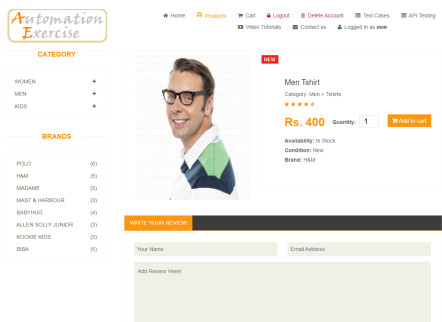 Automation
Exercise
Home
Products
Cart
Logout
Delete Account
Test Cases
API Testing
Video Tutorials
Contact us
Logged in as
CATEGORY
WOMEN +
MEN +
KIDS +
BRANDS
POLO (6)
H&M (5)
MADAME (5)
MAST & HARBOUR (3)
BABYHUG (4)
ALLEN SOLLY JUNIOR (3)
KOOKIE KIDS (3)
BIBA (5)
NEW
Men Tshirt
Category: Men > Tshirts
Rs. 400 Quantity: 1 Add to cart
Availability: In Stock
Condition: New
Brand: H&M
WRITE YOUR REVIEW
Your Name
Email Address
Add Review Here!